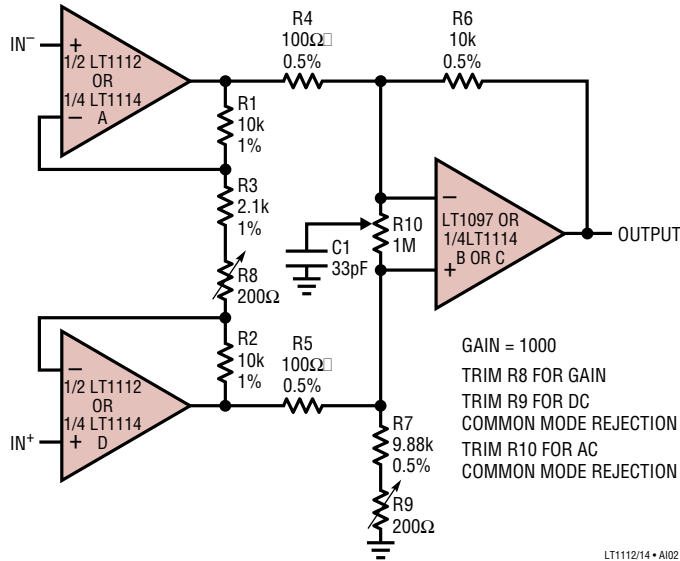 IN−
+
1/2 LT1112
OR
1/4 LT1114
−
A
R4
100Ω□
0.5%
R6
10k
0.5%
R1
10k
1%
R3
2.1k
1%
R8
200Ω
C1
33pF
R10
1M
−
LT1097 OR
1/4LT1114
B OR C
+
OUTPUT
−
1/2 LT1112
OR
1/4 LT1114
+
D
IN+
R2
10k
1%
R5
100Ω□
0.5%
R7
9.88k
0.5%
R9
200Ω
GAIN = 1000
TRIM R8 FOR GAIN
TRIM R9 FOR DC
COMMON MODE REJECTION
TRIM R10 FOR AC
COMMON MODE REJECTION
LT1112/14 • AI02